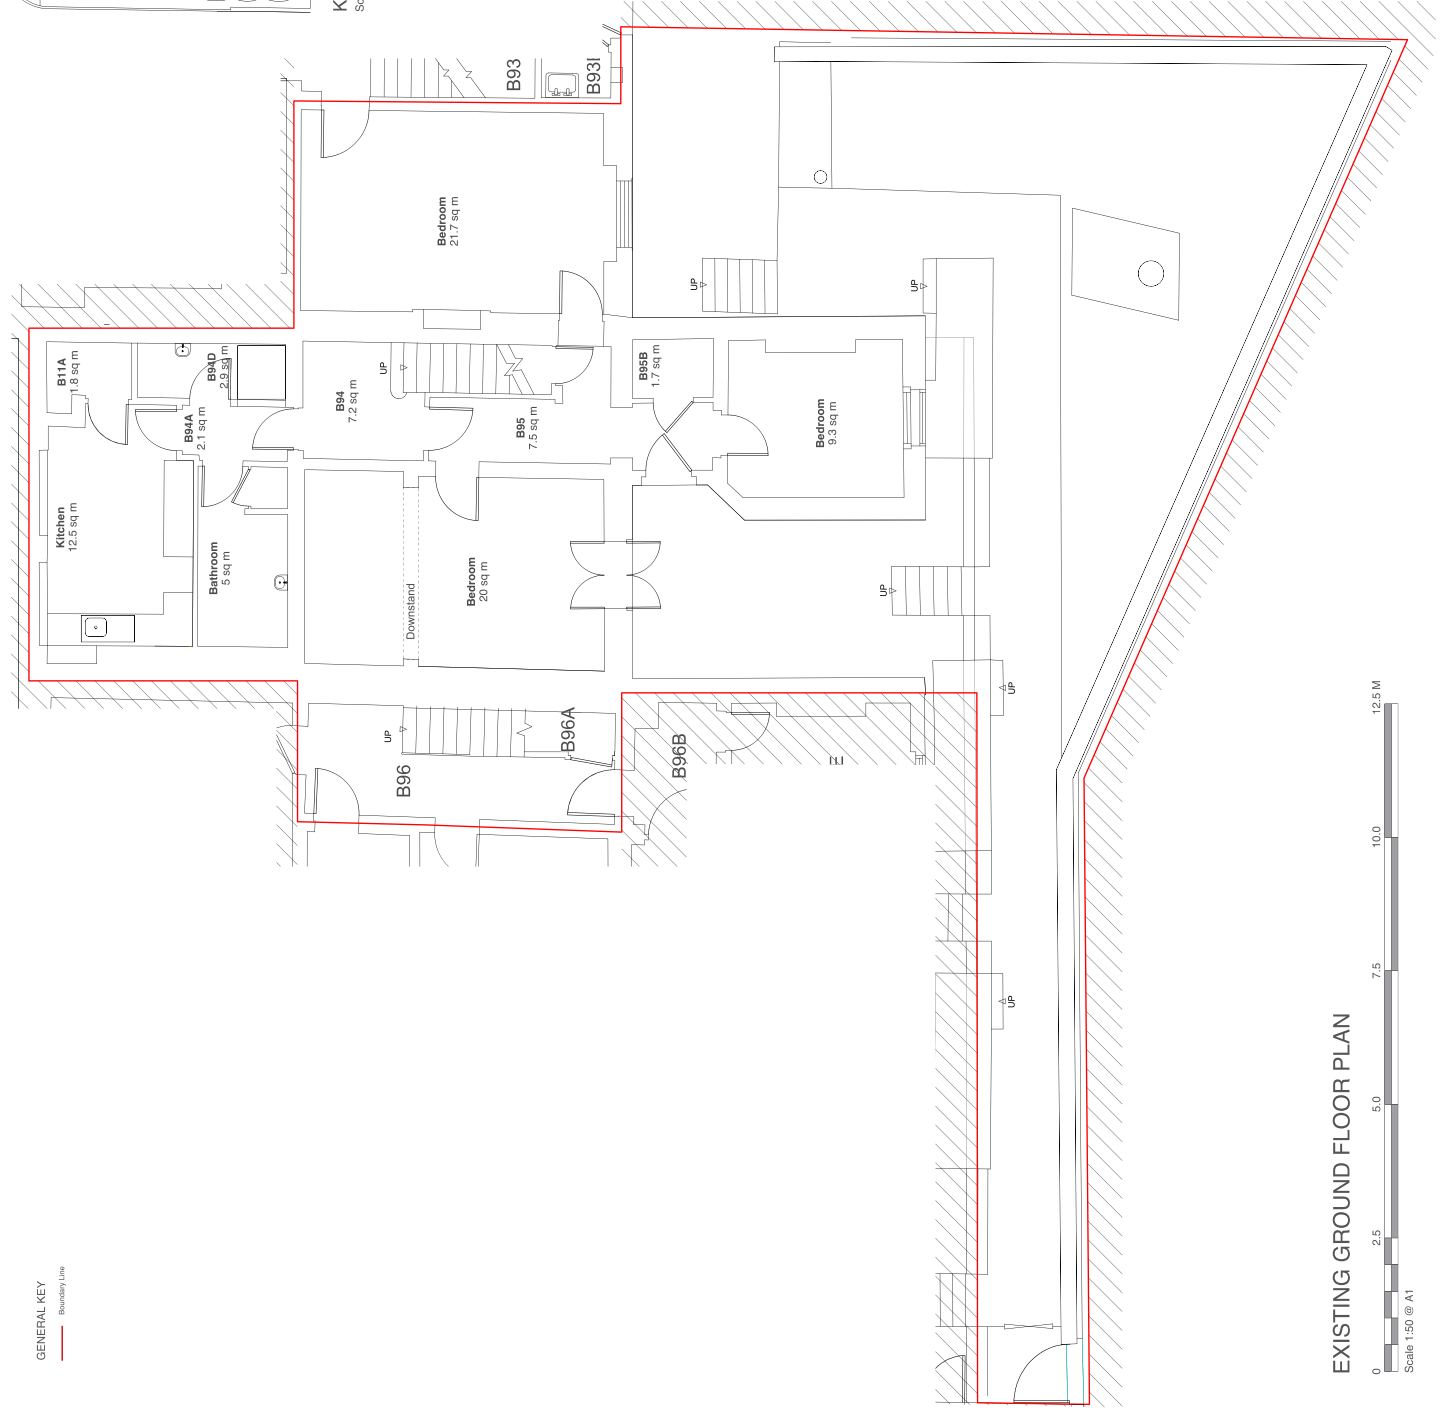 B93
UP
UP
Bedroom
21.7 sq m
B11A
1.8 sq m
B94D
2.9 sq m
B94A
2.1 sq m
UP
B94
7.2 sq m
B95
7.5 sq m
B95B
1.7 sq m
Bedroom
9.3 sq m
Kitchen
12.5 sq m
Bathroom
5 sq m
Downstand
Bedroom
20 sq m
UP
UP
UP
B96
B96A
B96B
UP
GENERAL KEY
Boundary Line
EXISTING GROUND FLOOR PLAN
0 2.5 5.0 7.5 10.0 12.5 M
Scale 1:50 @ A1